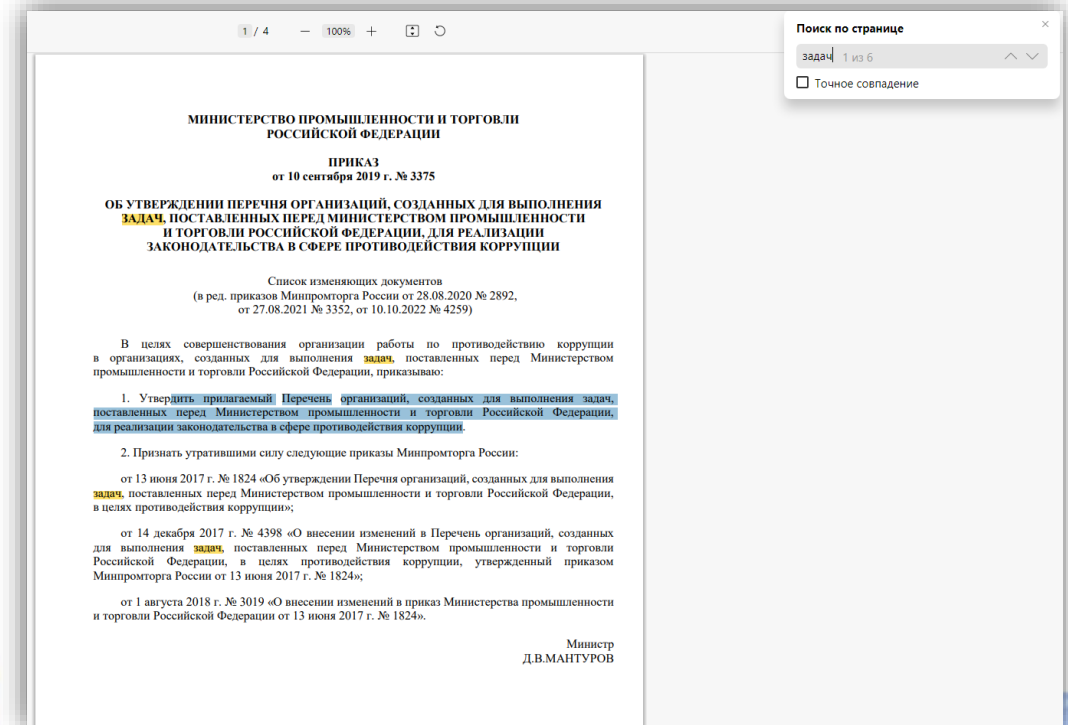 1 / 4 — 100% +
Поиск по странице
задач 1 из 6
Точное совпадение
МИНИСТЕРСТВО ПРОМЫШЛЕННОСТИ И ТОРГОВЛИ
РОССИЙСКОЙ ФЕДЕРАЦИИ
ПРИКАЗ
от 10 сентября 2019 г. № 3375
ОБ УТВЕРЖДЕНИИ ПЕРЕЧНЯ ОРГАНИЗАЦИЙ, СОЗДАННЫХ ДЛЯ ВЫПОЛНЕНИЯ
ЗАДАЧ, ПОСТАВЛЕННЫХ ПЕРЕД МИНИСТЕРСТВОМ ПРОМЫШЛЕННОСТИ
И ТОРГОВЛИ РОССИЙСКОЙ ФЕДЕРАЦИИ, ДЛЯ РЕАЛИЗАЦИИ
ЗАКОНОДАТЕЛЬСТВА В СФЕРЕ ПРОТИВОДЕЙСТВИЯ КОРРУПЦИИ
Список изменяющих документов
(в ред. приказов Минпромторга России от 28.08.2020 № 2892,
от 27.08.2021 № 3352, от 10.10.2022 № 4259)
В целях совершенствования организации работы по противодействию коррупции
в организациях, созданных для выполнения задач, поставленных перед Министерством
промышленности и торговли Российской Федерации, приказываю:
1. Утвердить прилагаемый Перечень организаций, созданных для выполнения задач,
поставленных перед Министерством промышленности и торговли Российской Федерации,
для реализации законодательства в сфере противодействия коррупции.
2. Признать утратившими силу следующие приказы Минпромторга России:
от 13 июня 2017 г. № 1824 «Об утверждении Перечня организаций, созданных для выполнения
задач, поставленных перед Министерством промышленности и торговли Российской Федерации,
в целях противодействия коррупции»;
от 14 декабря 2017 г. № 4398 «О внесении изменений в Перечень организаций, созданных
для выполнения задач, поставленных перед Министерством промышленности и торговли
Российской Федерации, в целях противодействия коррупции, утвержденный приказом
Минпромторга России от 13 июня 2017 г. № 1824»;
от 1 августа 2018 г. № 3019 «О внесении изменений в приказ Министерства промышленности
и торговли Российской Федерации от 13 июня 2017 г. № 1824».
Министр
Д.В.МАНТУРОВ